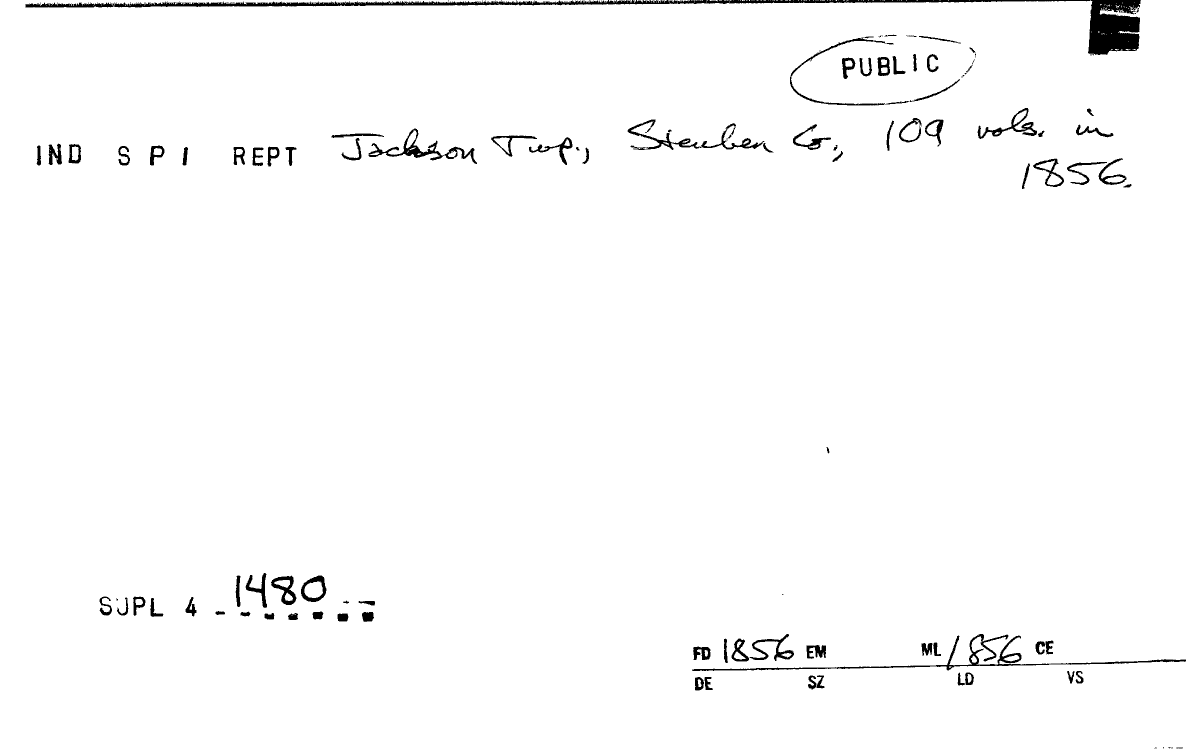 PUBLIC
IND S P I REPT Jackson Twp., Steuben Co., 109 vols. in
1856.
SUPL 4 - 1480
FD 1856 EM ML 1856 CE
DE SZ LD VS